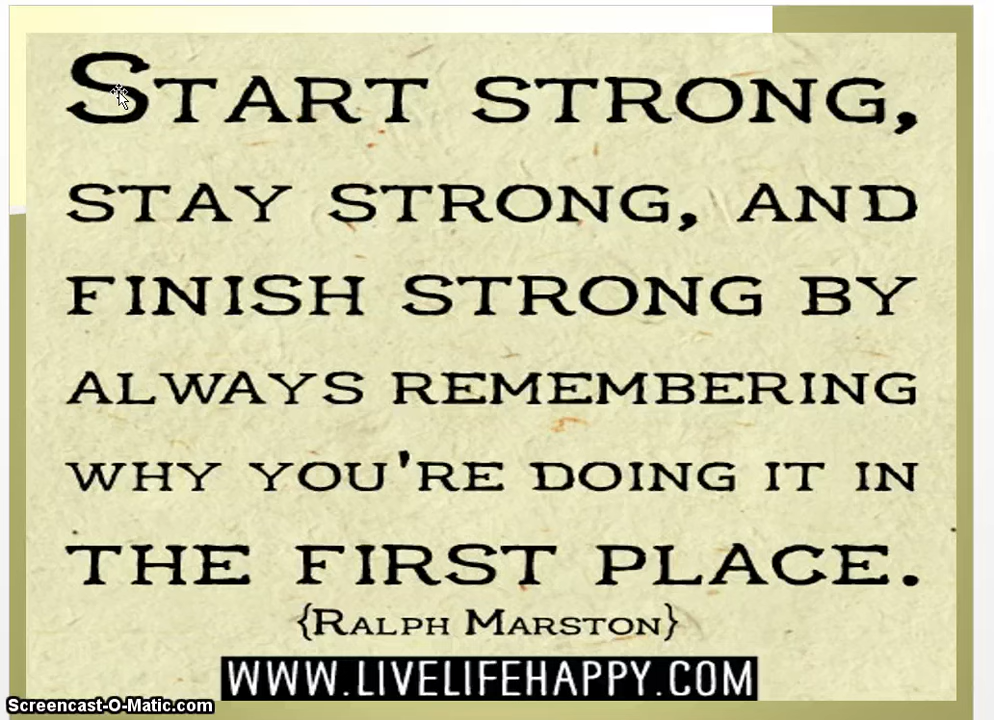 START STRONG,
STAY STRONG, AND
FINISH STRONG BY
ALWAYS REMEMBERING
WHY YOU'RE DOING IT IN
THE FIRST PLACE.
{RALPH MARSTON}
WWW.LIVELIFEHAPPY.COM
Screencast-O-Matic.com